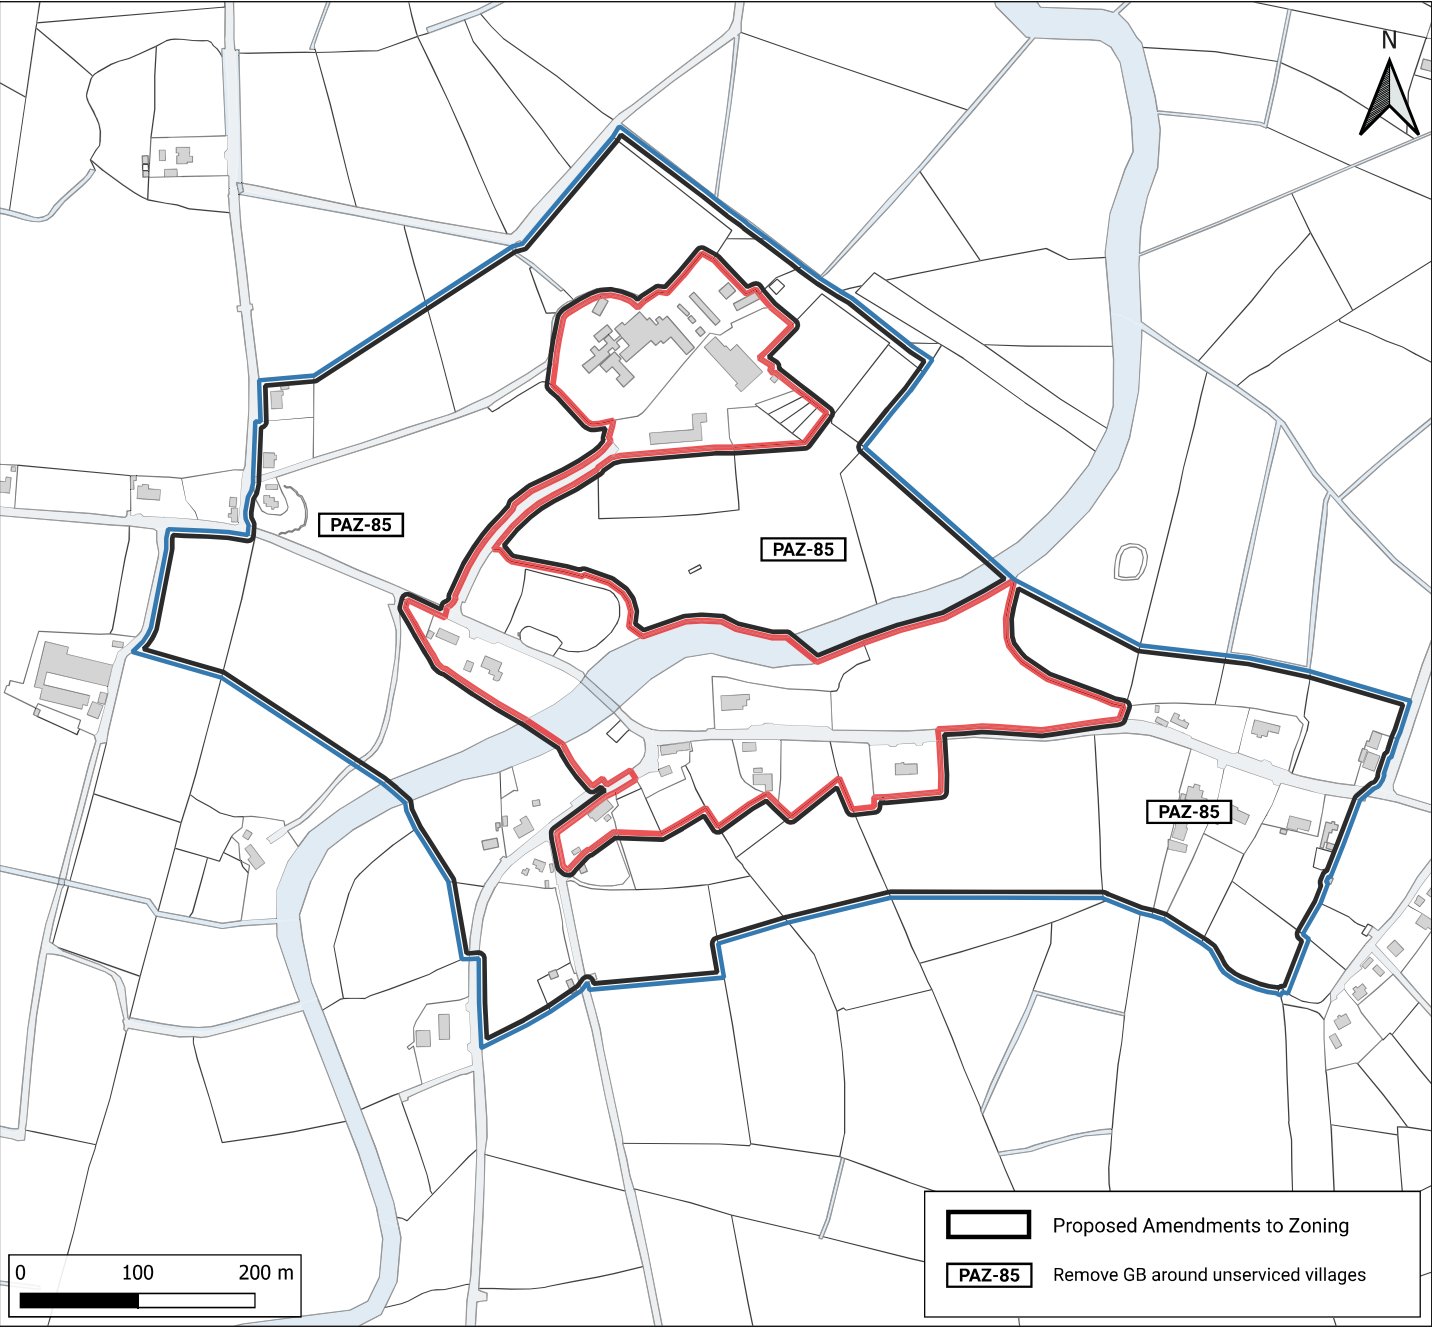 N
PAZ-85
PAZ-85
PAZ-85
Proposed Amendments to Zoning
PAZ-85 Remove GB around unserviced villages
0 100 200 m